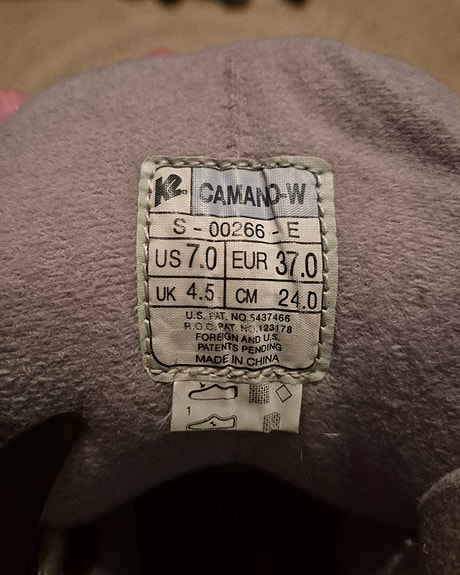 K2 CAMANO-W
S - 00266 - E
US 7.0 EUR 37.0
UK 4.5 CM 24.0
U.S. PAT. NO.5437466
R.O.C. PAT. NO.123178
FOREIGN AND U.S.
PATENTS PENDING
MADE IN CHINA
1